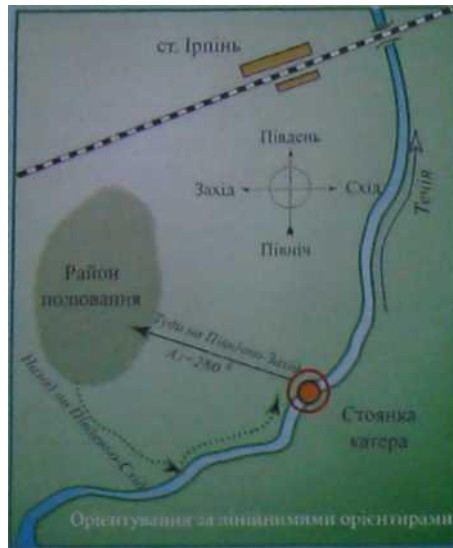 ст. Ірпінь
Південь
Захід
Схід
Північ
Течія
Район
полювання
Туди на Південно-Захід
=280°
Назад на Південно-Схід
Стоянка
катера
Орієнтування за лінійними орієнтирами